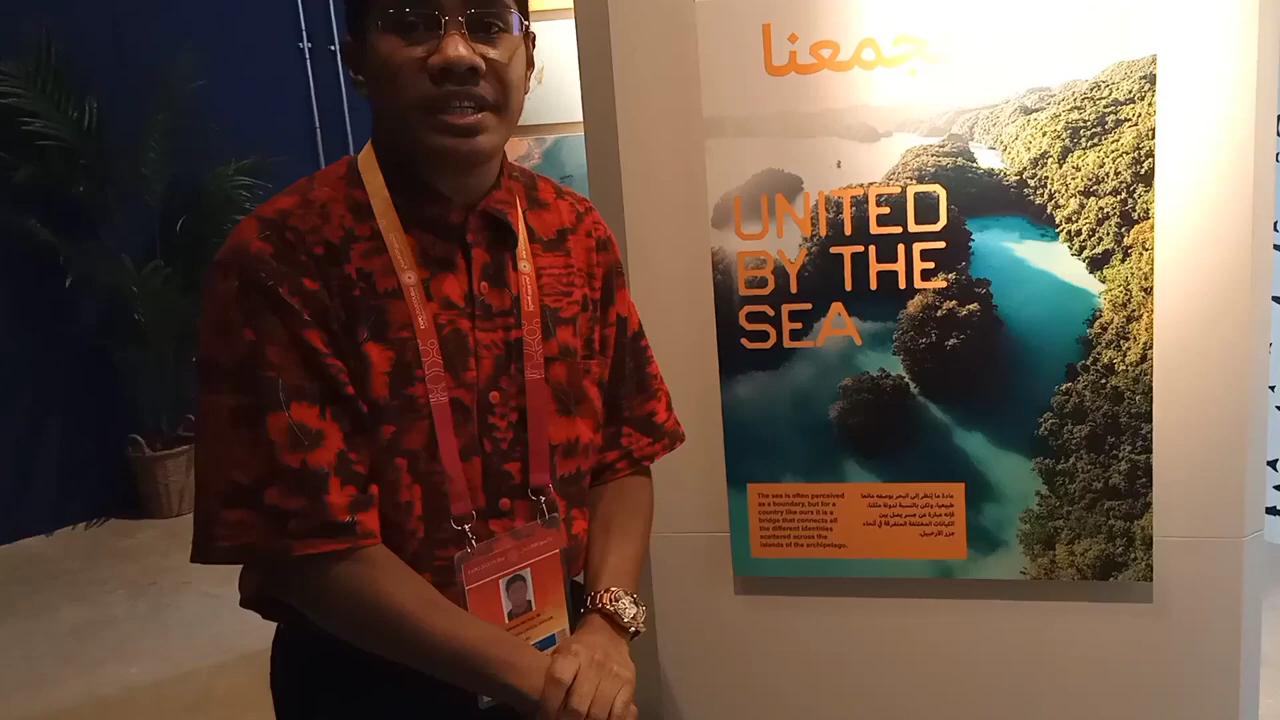 يجمعنا
UNITED
BY THE
SEA
The sea is often perceived
as a boundary, but for a
country like ours it is a
bridge that connects all
the different identities
scattered across the
islands of the archipelago.
عادة ما يُنظر إلى البحر بوصفه مانعا
طبيعيا، ولكن بالنسبة لدولة مثلنا،
فإنه عبارة عن جسر يصل بين
الكيانات المختلفة المتفرقة في أنحاء
جزر الأرخبيل.